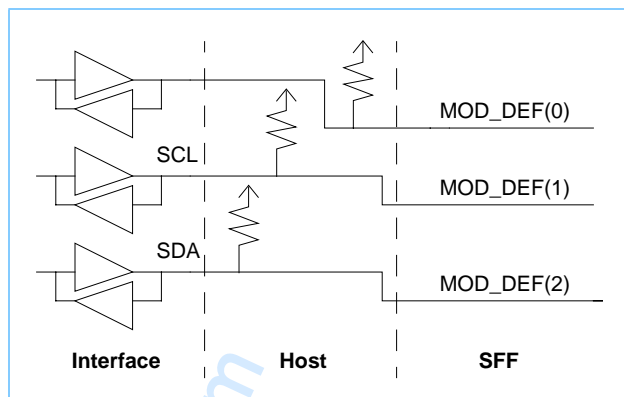 MOD_DEF(0)
SCL
MOD_DEF(1)
SDA
MOD_DEF(2)
Interface Host SFF